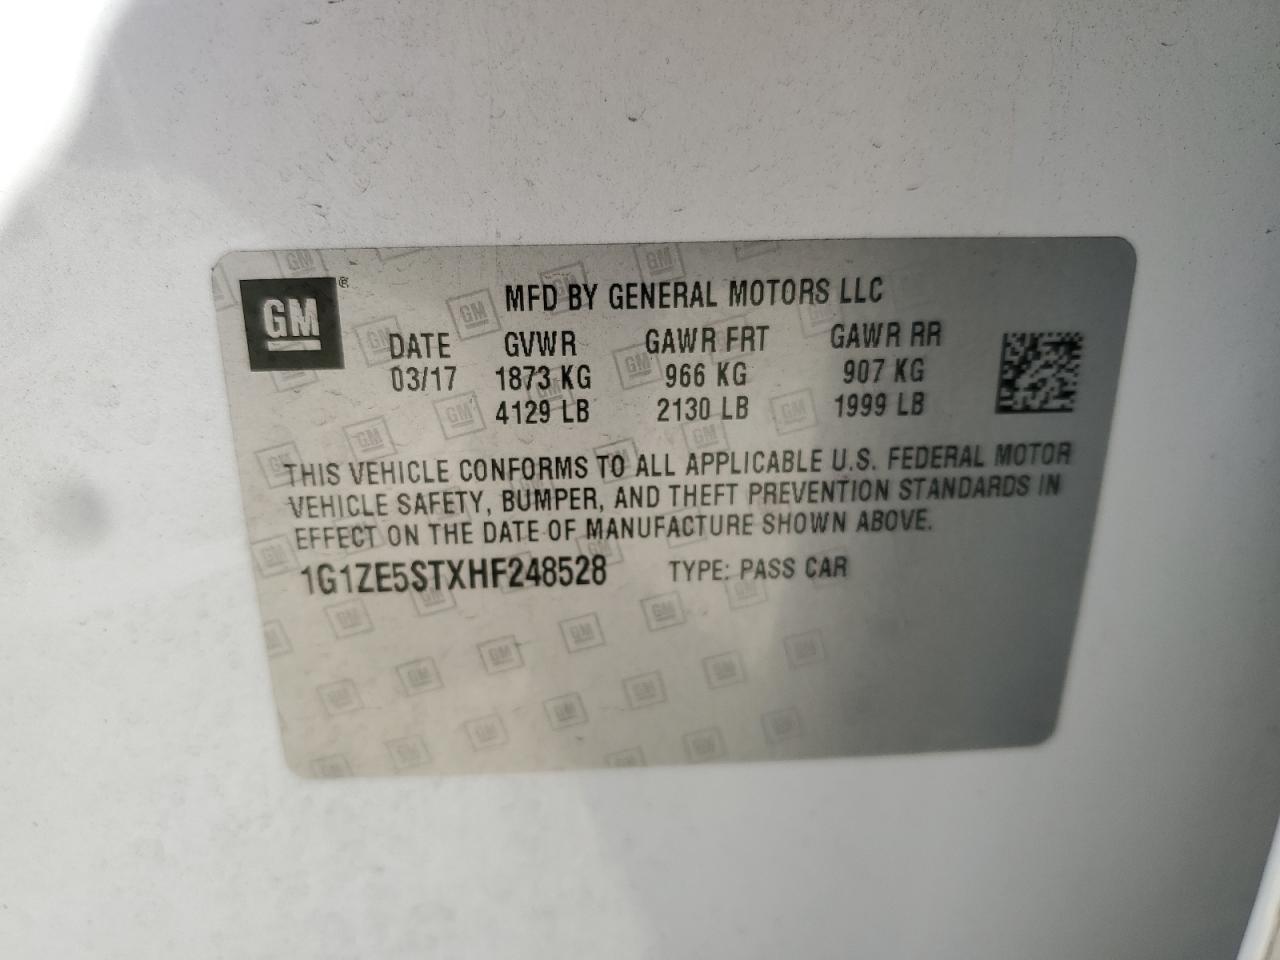 GM®
MFD BY GENERAL MOTORS LLC
DATE GVWR GAWR FRT GAWR RR
03/17 1873 KG 966 KG 907 KG
4129 LB 2130 LB 1999 LB
THIS VEHICLE CONFORMS TO ALL APPLICABLE U.S. FEDERAL MOTOR
VEHICLE SAFETY, BUMPER, AND THEFT PREVENTION STANDARDS IN
EFFECT ON THE DATE OF MANUFACTURE SHOWN ABOVE.
1G1ZE5STXHF248528 TYPE: PASS CAR